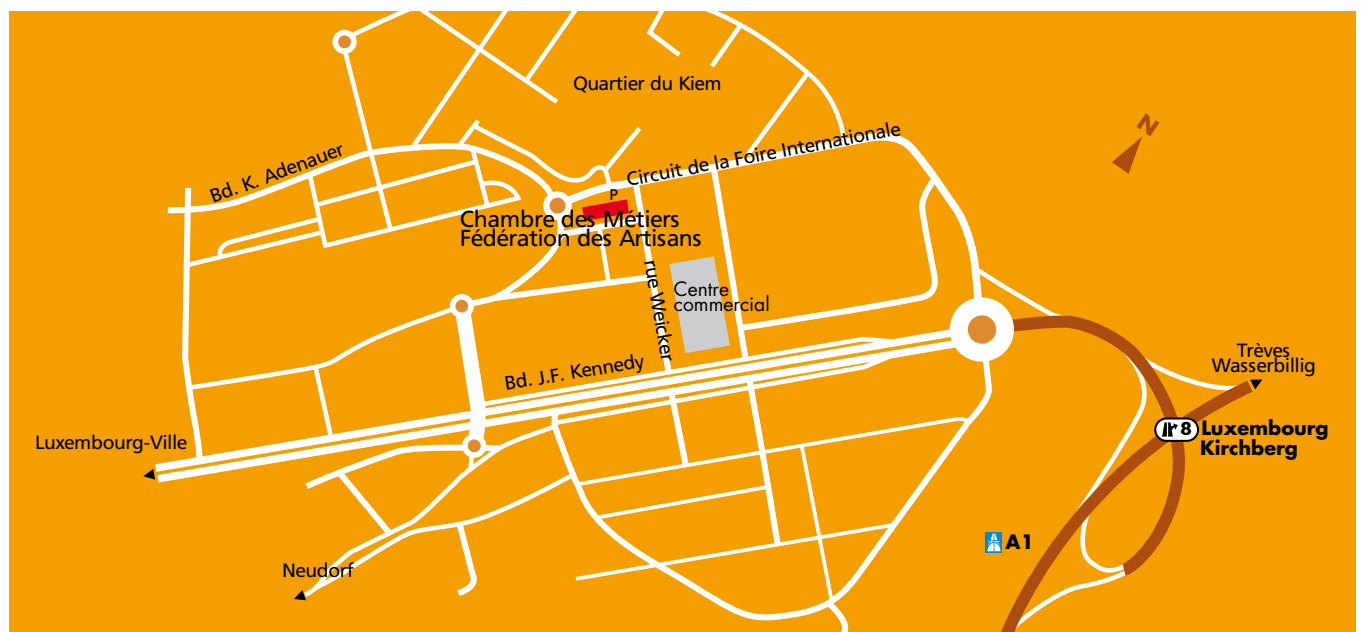 N
Quartier du Kiem
Circuit de la Foire Internationale
Bd. K. Adenauer
P
Chambre des Métiers
Fédération des Artisans
rue Weicker
Centre
commercial
Bd. J.F. Kennedy
Trèves
Wasserbillig
Luxembourg-Ville
8 Luxembourg
Kirchberg
A1
Neudorf